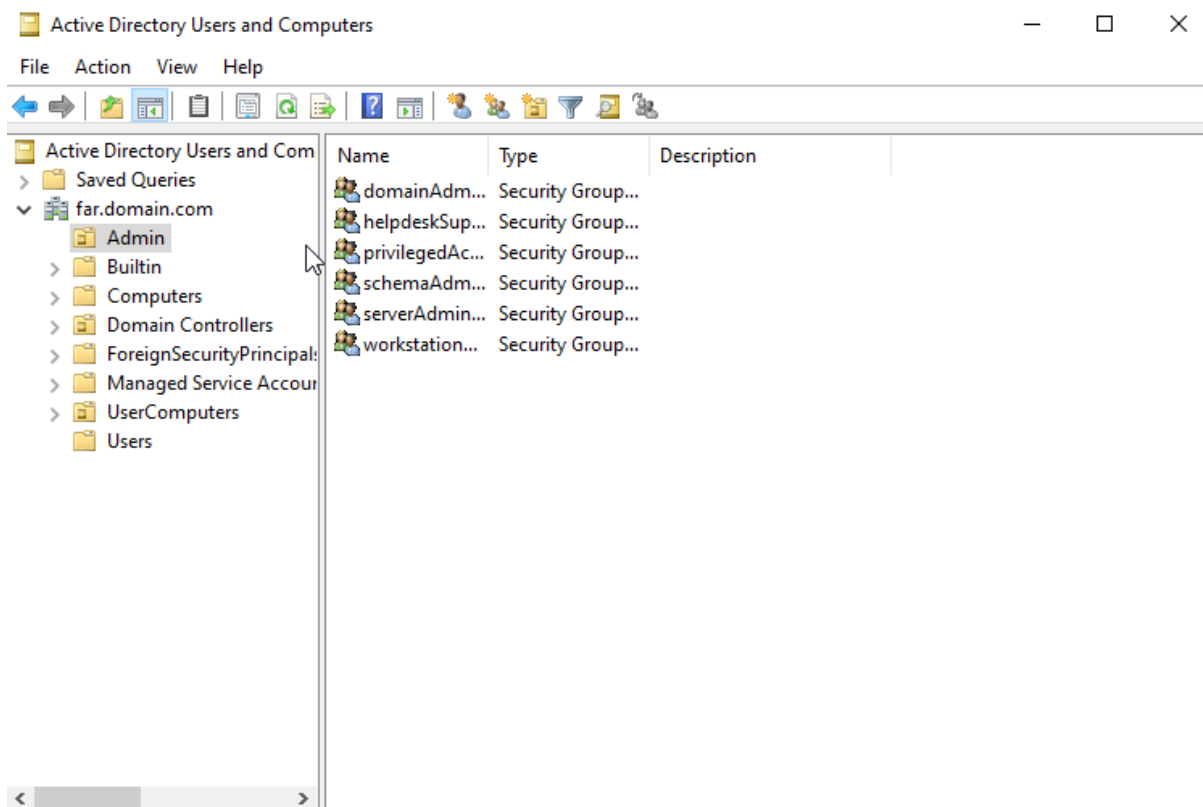 Active Directory Users and Computers
File Action View Help
Active Directory Users and Com
Saved Queries
far.domain.com
Admin
Builtin
Computers
Domain Controllers
ForeignSecurityPrincipals
Managed Service Accour
UserComputers
Users
Name Type Description
domainAdm... Security Group...
helpdeskSup... Security Group...
privilegedAc... Security Group...
schemaAdm... Security Group...
serverAdmin... Security Group...
workstation... Security Group...